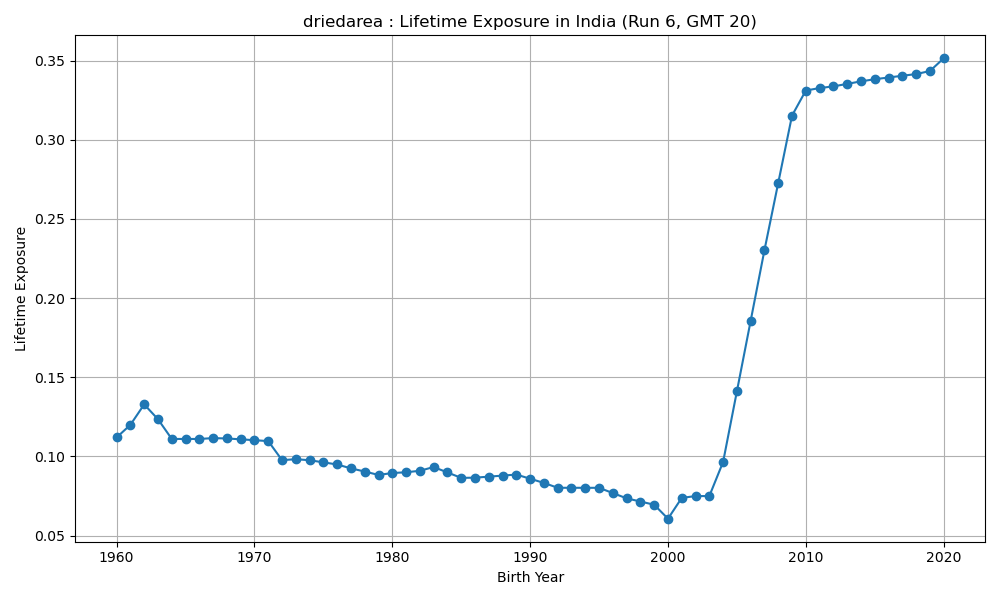 driedarea : Lifetime Exposure in India (Run 6, GMT 20)
Lifetime Exposure
0.35
0.30
0.25
0.20
0.15
0.10
0.05
1960 1970 1980 1990 2000 2010 2020
Birth Year